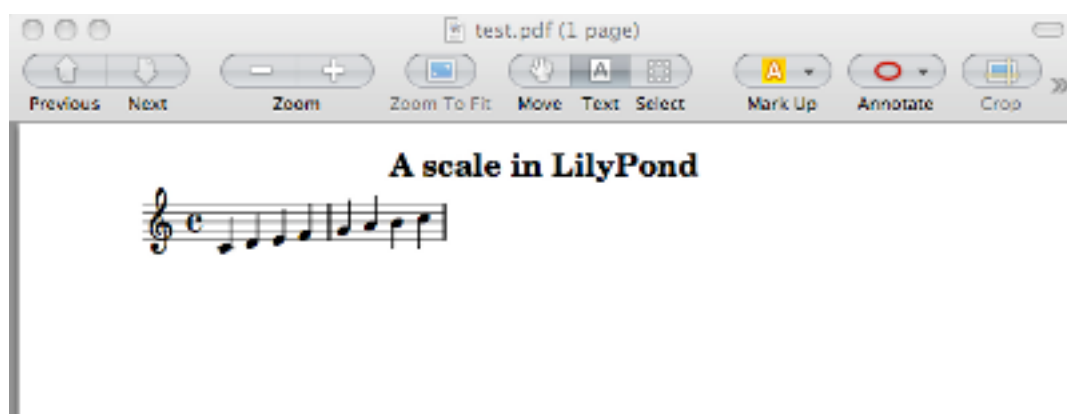 test.pdf (1 page)
Previous Next Zoom Zoom To Fit Move Text Select Mark Up Annotate Crop
A scale in LilyPond